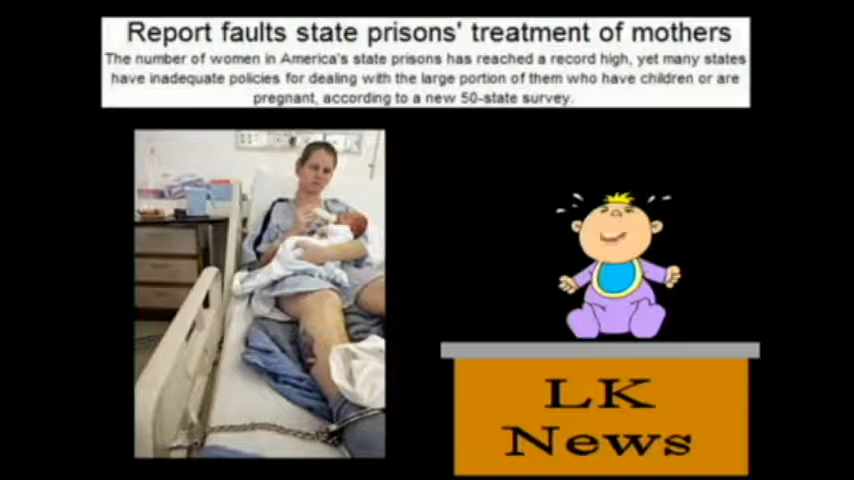 Report faults state prisons' treatment of mothers
The number of women in America's state prisons has reached a record high, yet many states
have inadequate policies for dealing with the large portion of them who have children or are
pregnant, according to a new 50-state survey.
LK
News